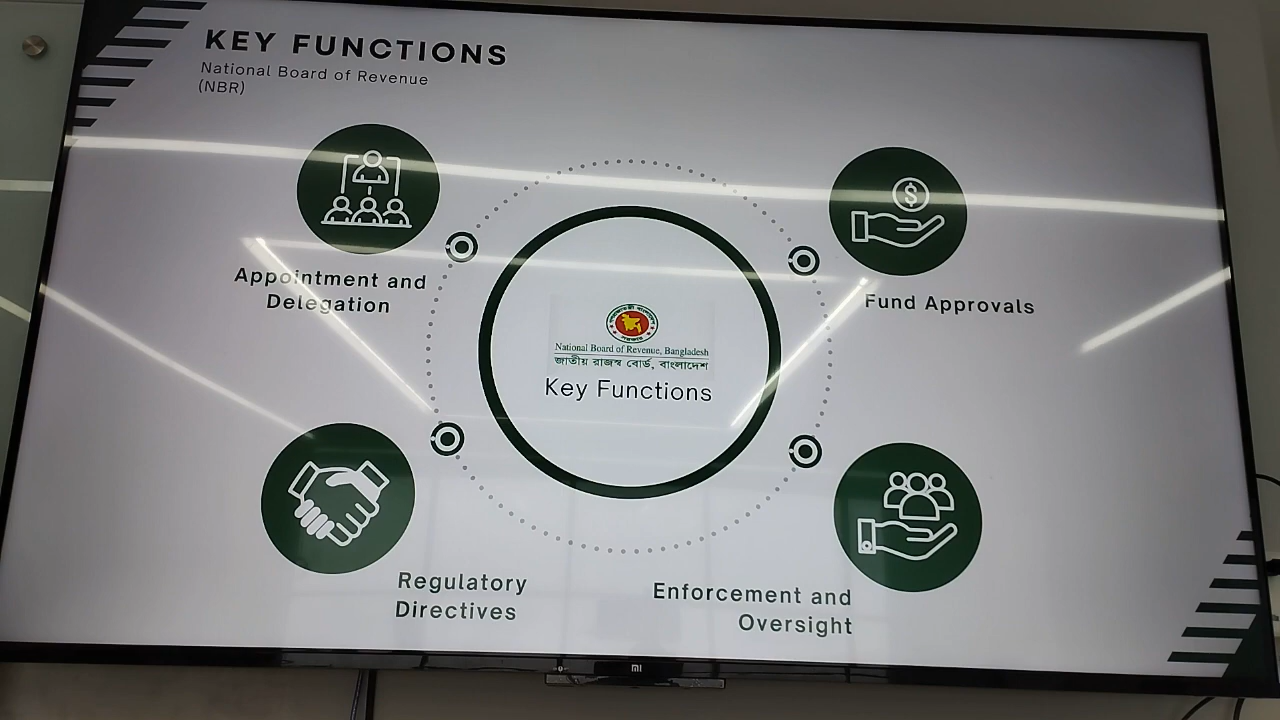 KEY FUNCTIONS
National Board of Revenue
(NBR)
Appointment and
Delegation
Fund Approvals
National Board of Revenue, Bangladesh
জাতীয় রাজস্ব বোর্ড, বাংলাদেশ
Key Functions
Regulatory
Directives
Enforcement and
Oversight
$
mi